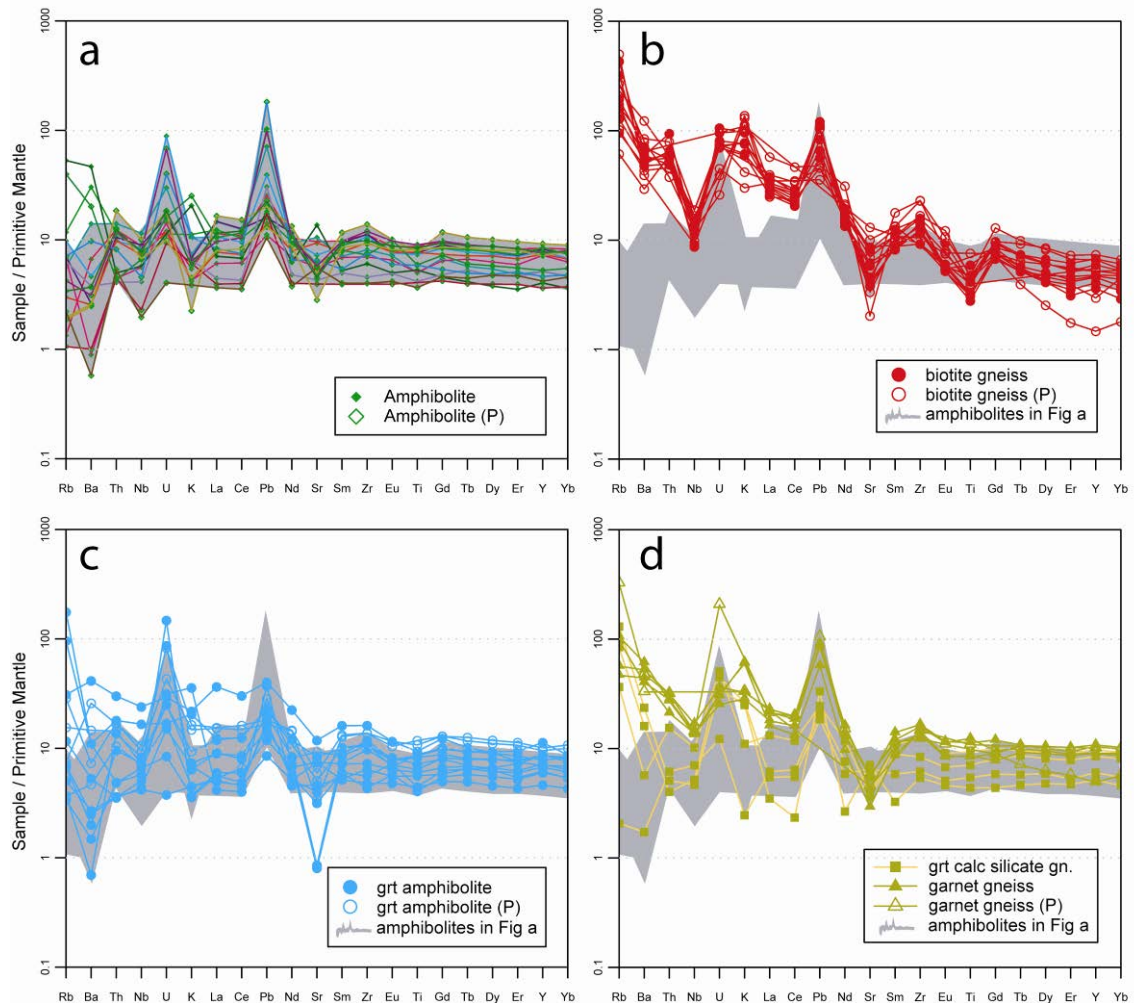 a
Sample / Primitive Mantle
1000
100
10
1
0.1
Amphibolite
Amphibolite (P)
Rb Ba Th Nb U K La Ce Pb Nd Sr Sm Zr Eu Ti Gd Tb Dy Er Y Yb
b
1000
100
10
1
0.1
biotite gneiss
biotite gneiss (P)
amphibolites in Fig a
Rb Ba Th Nb U K La Ce Pb Nd Sr Sm Zr Eu Ti Gd Tb Dy Er Y Yb
c
Sample / Primitive Mantle
1000
100
10
1
0.1
grt amphibolite
grt amphibolite (P)
amphibolites in Fig a
Rb Ba Th Nb U K La Ce Pb Nd Sr Sm Zr Eu Ti Gd Tb Dy Er Y Yb
d
1000
100
10
1
0.1
grt calc silicate gn.
garnet gneiss
garnet gneiss (P)
amphibolites in Fig a
Rb Ba Th Nb U K La Ce Pb Nd Sr Sm Zr Eu Ti Gd Tb Dy Er Y Yb